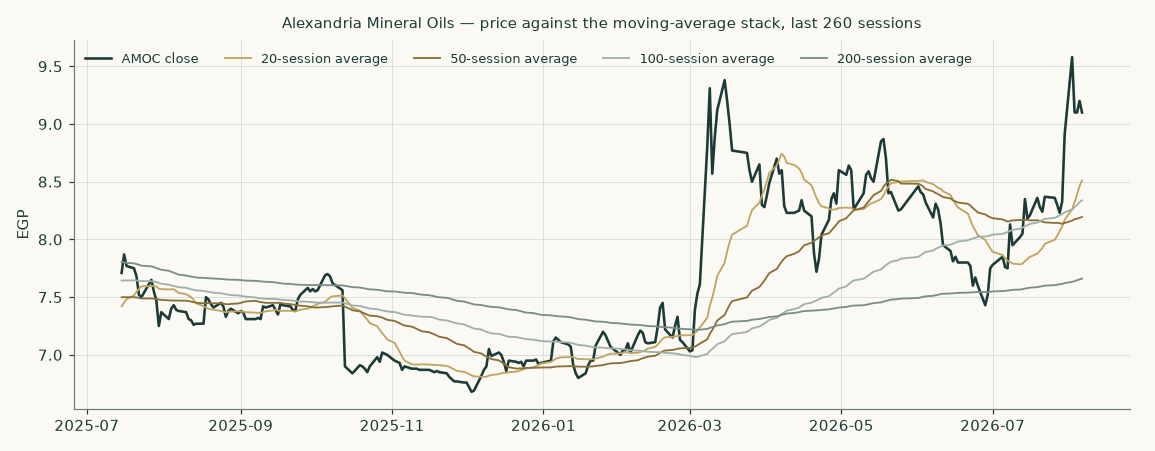 Alexandria Mineral Oils — price against the moving-average stack, last 260 sessions
AMOC close
20-session average
50-session average
100-session average
200-session average
EGP
9.5
9.0
8.5
8.0
7.5
7.0
2025-07
2025-09
2025-11
2026-01
2026-03
2026-05
2026-07